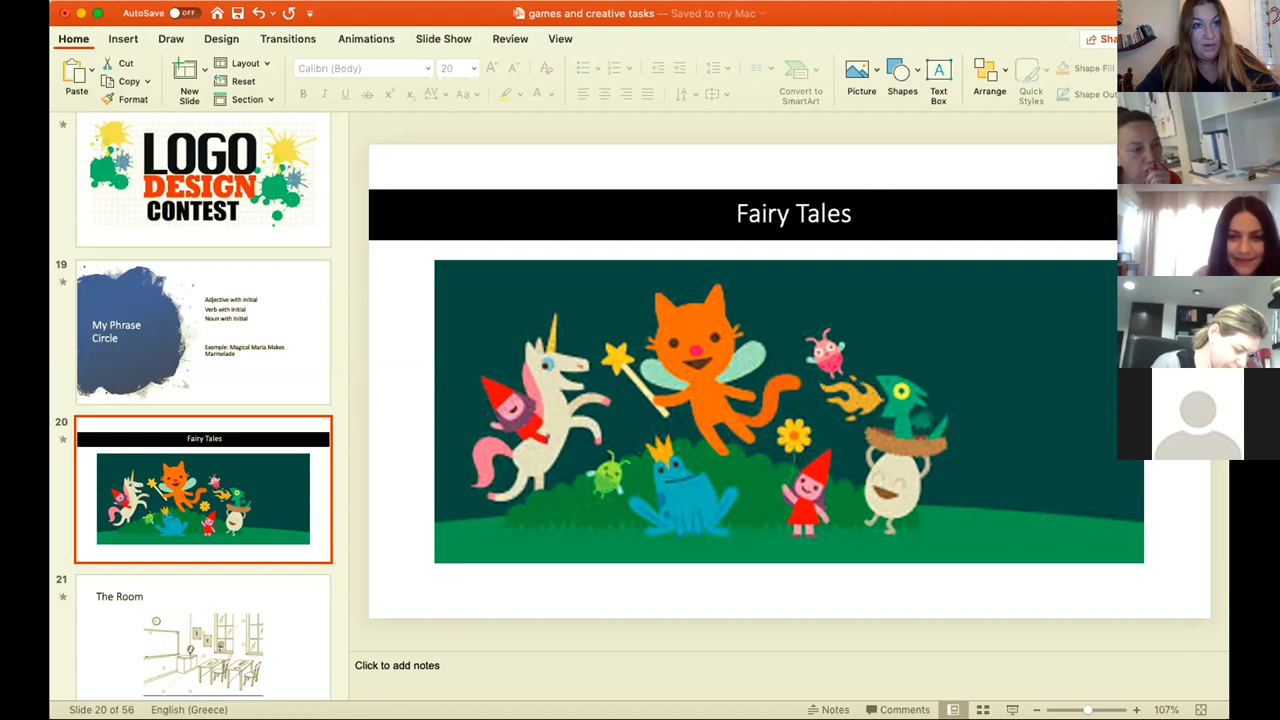 AutoSave OFF games and creative tasks — Saved to my Mac
Home Insert Draw Design Transitions Animations Slide Show Review View
Paste Cut Copy Format New Slide Layout Reset Section Calibri (Body) 20 Convert to SmartArt Picture Shapes Text Box Arrange Quick Styles Shape Fill
LOGO
DESIGN
CONTEST
19
My Phrase
Circle
Adjective with Initial
Verb with Initial
Noun with Initial
Example: Magical Maria Makes
Marmelade
20
Fairy Tales
21
The Room
Fairy Tales
Click to add notes
Slide 20 of 56 English (Greece) Notes Comments 107%